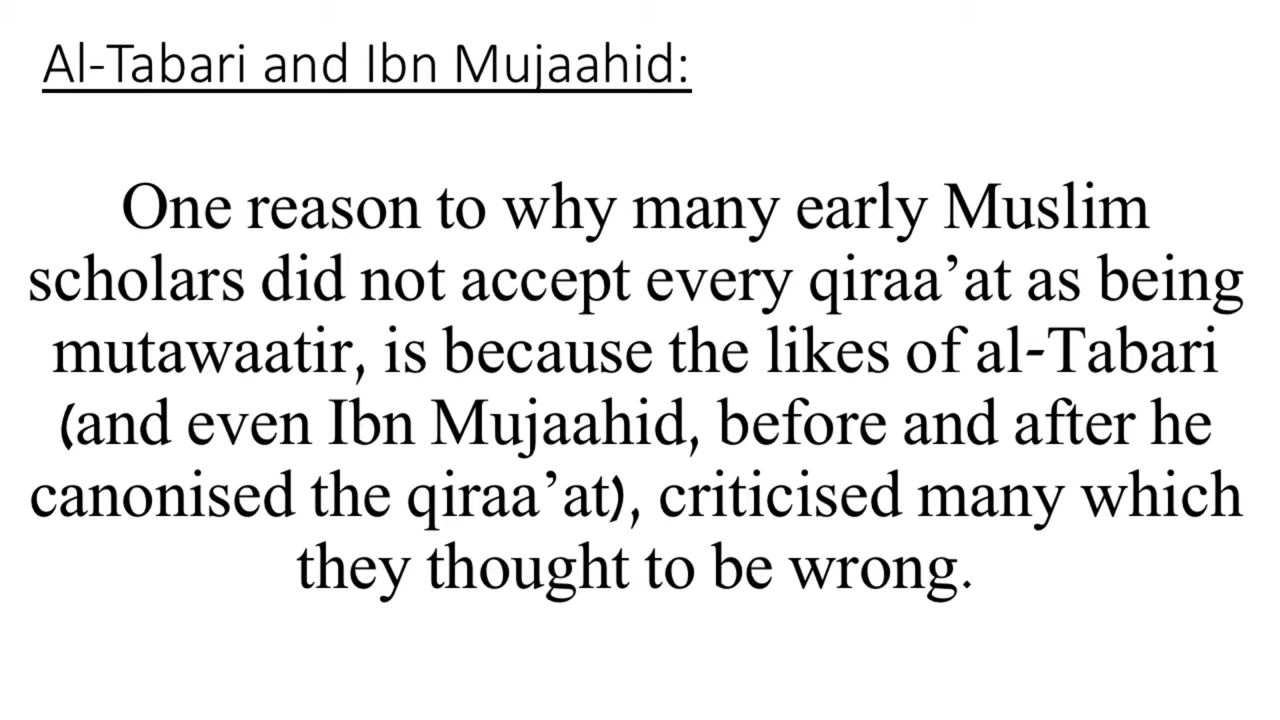 Al-Tabari and Ibn Mujaahid:
One reason to why many early Muslim
scholars did not accept every qiraa’at as being
mutawaatir, is because the likes of al-Tabari
(and even Ibn Mujaahid, before and after he
canonised the qiraa’at), criticised many which
they thought to be wrong.